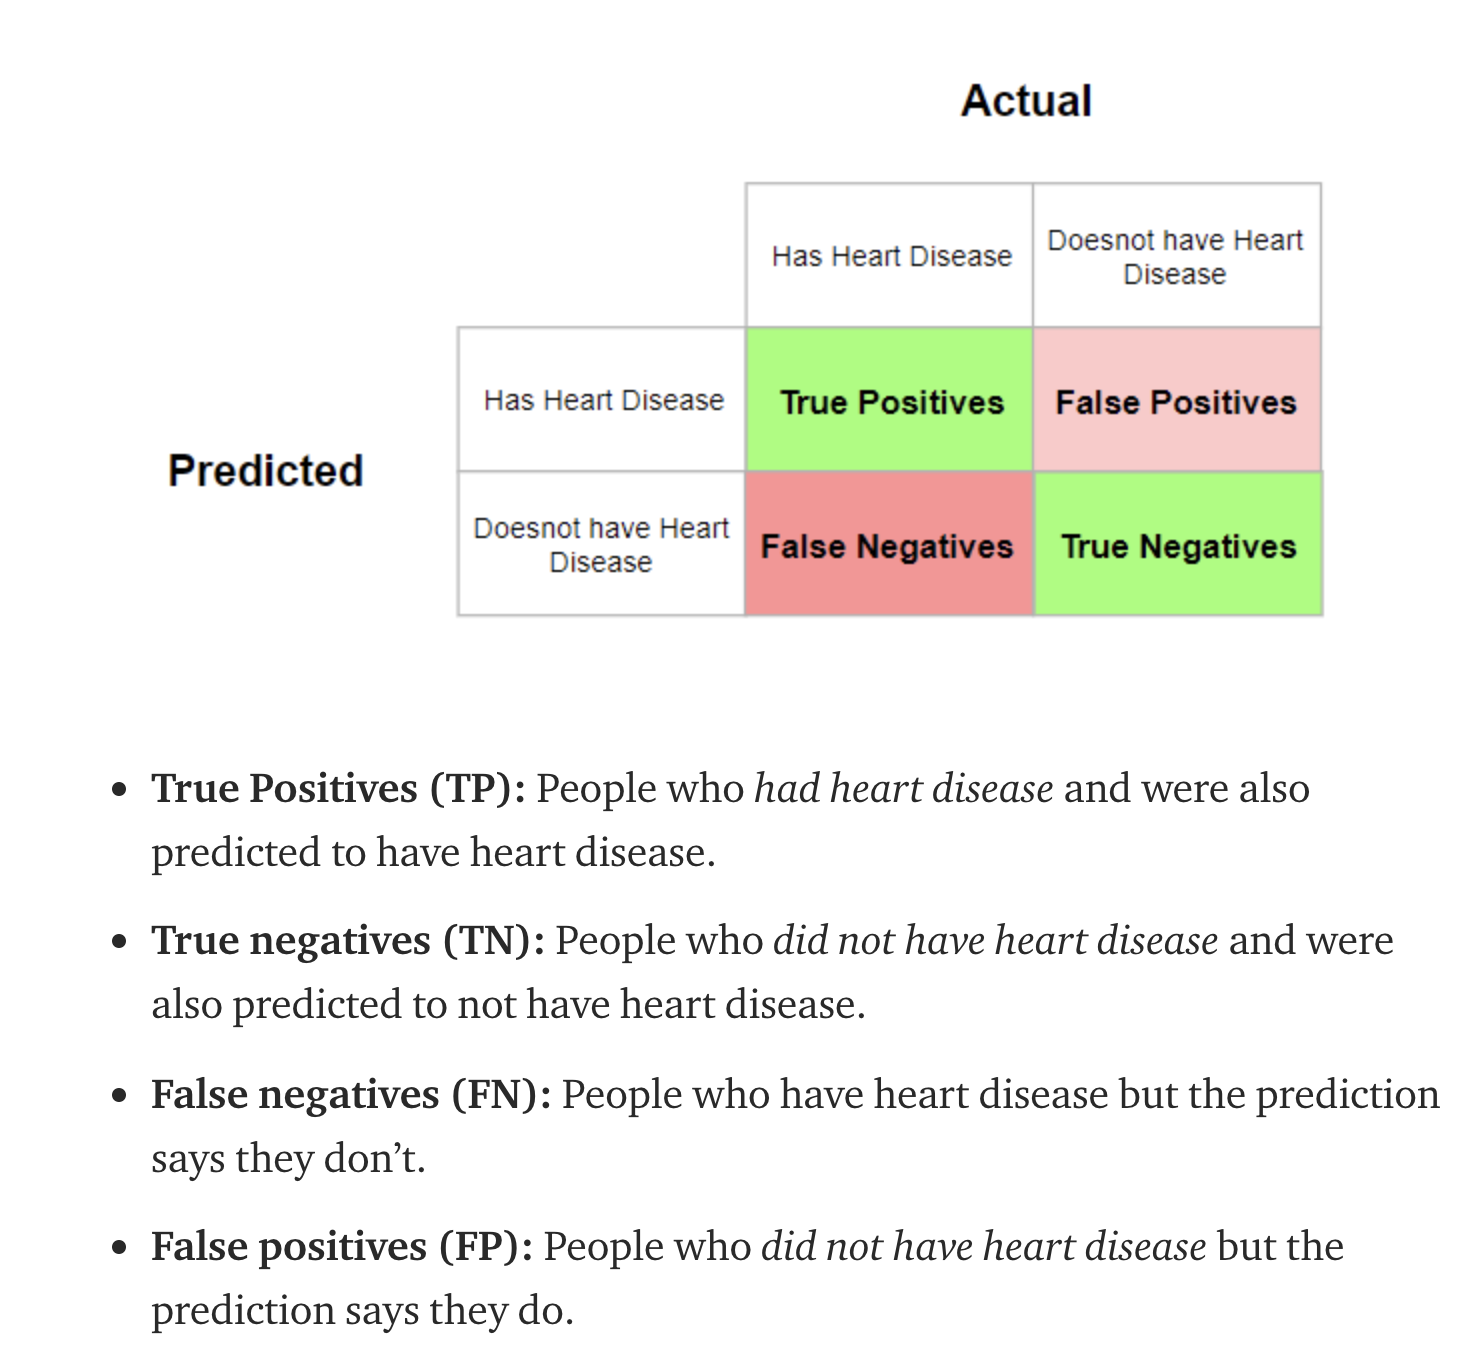 Actual
Has Heart Disease
Doesnot have Heart
Disease
Has Heart Disease
True Positives
False Positives
Predicted
Doesnot have Heart
Disease
False Negatives
True Negatives
• True Positives (TP): People who had heart disease and were also
predicted to have heart disease.
• True negatives (TN): People who did not have heart disease and were
also predicted to not have heart disease.
• False negatives (FN): People who have heart disease but the prediction
says they don’t.
• False positives (FP): People who did not have heart disease but the
prediction says they do.